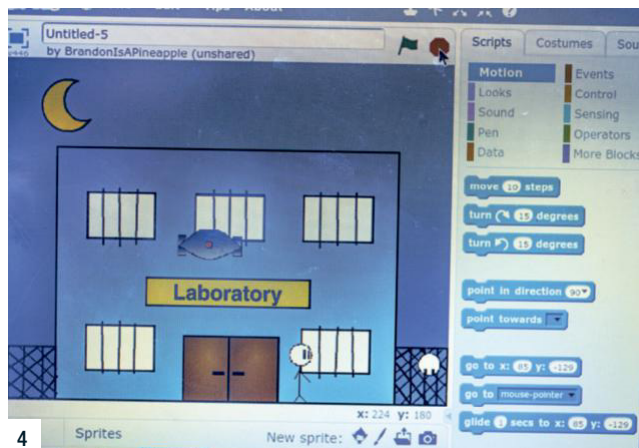 Tips About
Untitled-5
by BrandonIsAPineapple (unshared)
Scripts Costumes
Motion
Looks
Sound
Pen
Data
Events
Control
Sensing
Operators
More Blocks
move 10 steps
turn 15 degrees
turn 15 degrees
point in direction 90
point towards
go to x: 85 y: -129
go to mouse-pointer
glide 1 secs to x: 85 y: -129
Laboratory
x: 224 y: 180
Sprites New sprite:
4